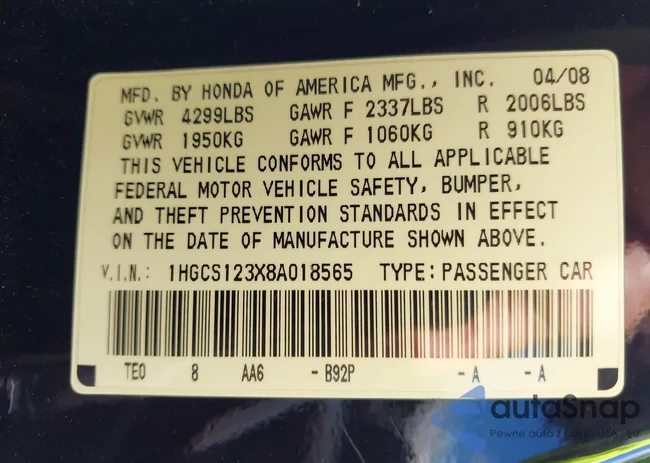 MFD. BY HONDA OF AMERICA MFG., INC. 04/08
GVWR 4299LBS GAWR F 2337LBS R 2006LBS
GVWR 1950KG GAWR F 1060KG R 910KG
THIS VEHICLE CONFORMS TO ALL APPLICABLE
FEDERAL MOTOR VEHICLE SAFETY, BUMPER,
AND THEFT PREVENTION STANDARDS IN EFFECT
ON THE DATE OF MANUFACTURE SHOWN ABOVE.
V.I.N.: 1HGCS123X8A018565 TYPE: PASSENGER CAR
TE0 8 AA6 - B92P - A - A
autoSnap
Pewne auta